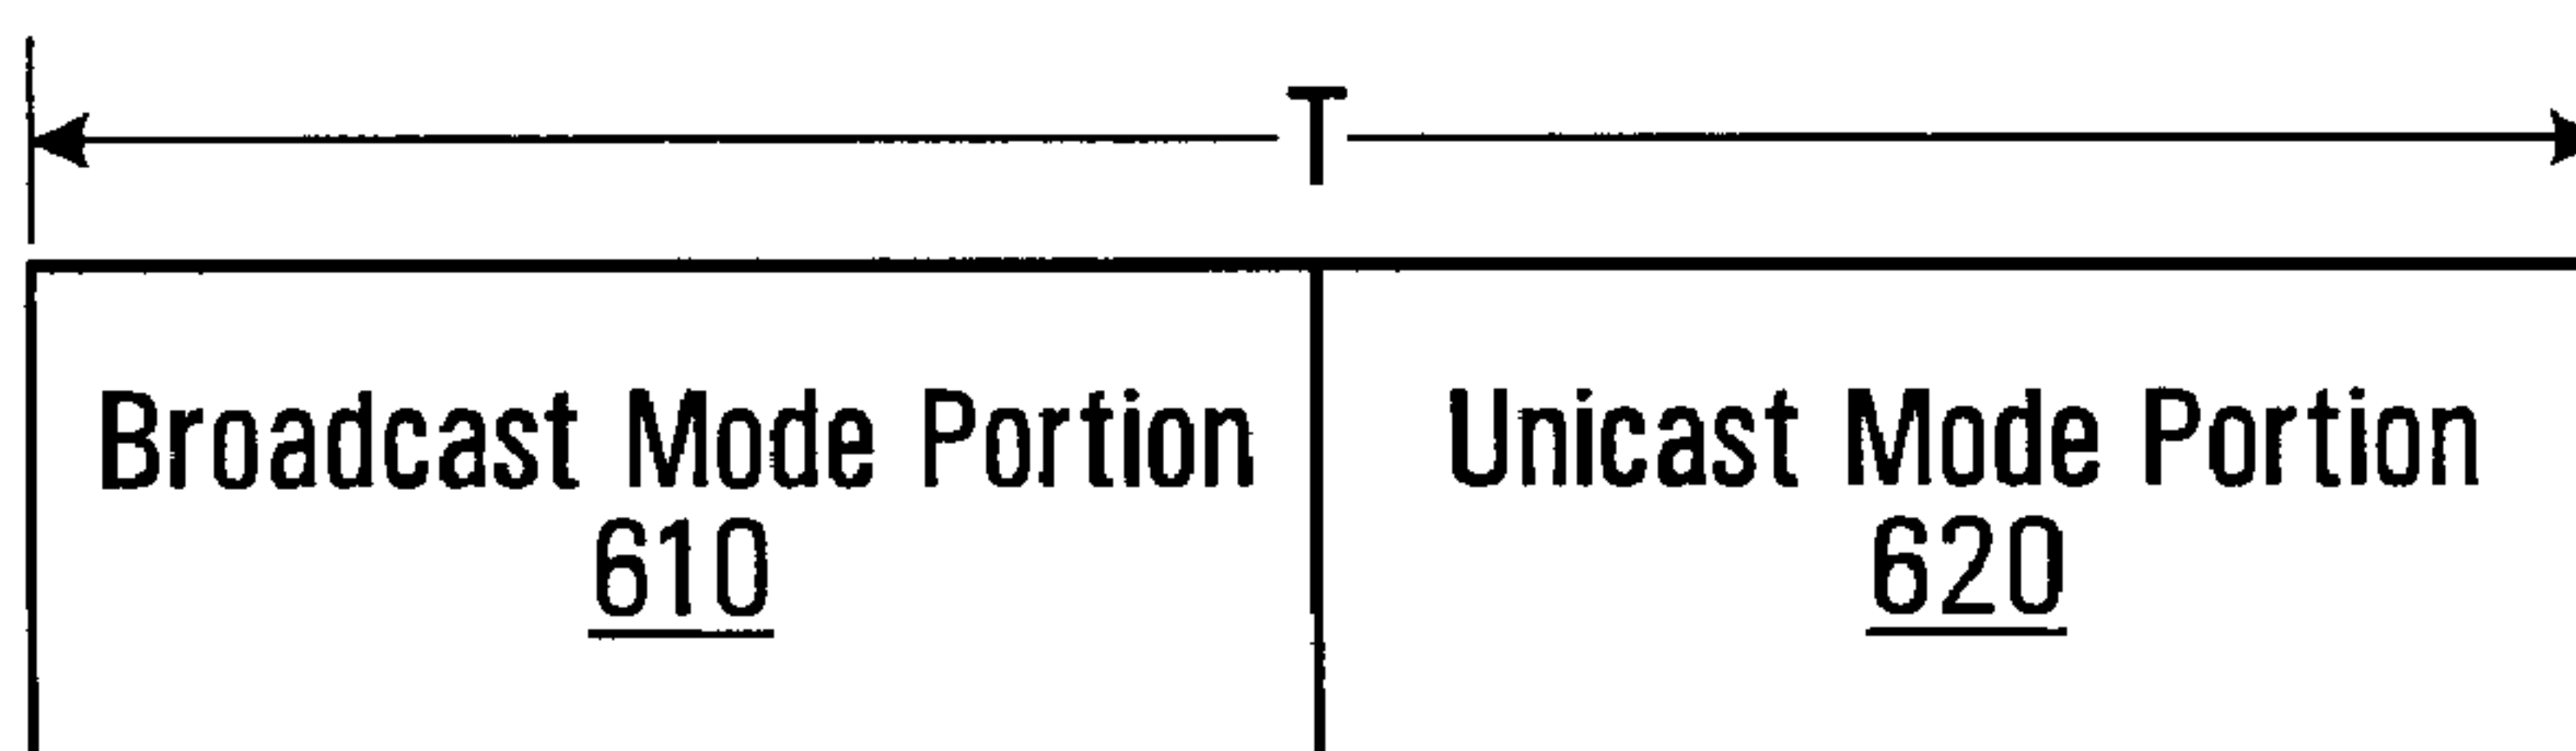 T
Broadcast Mode Portion
610
Unicast Mode Portion
620